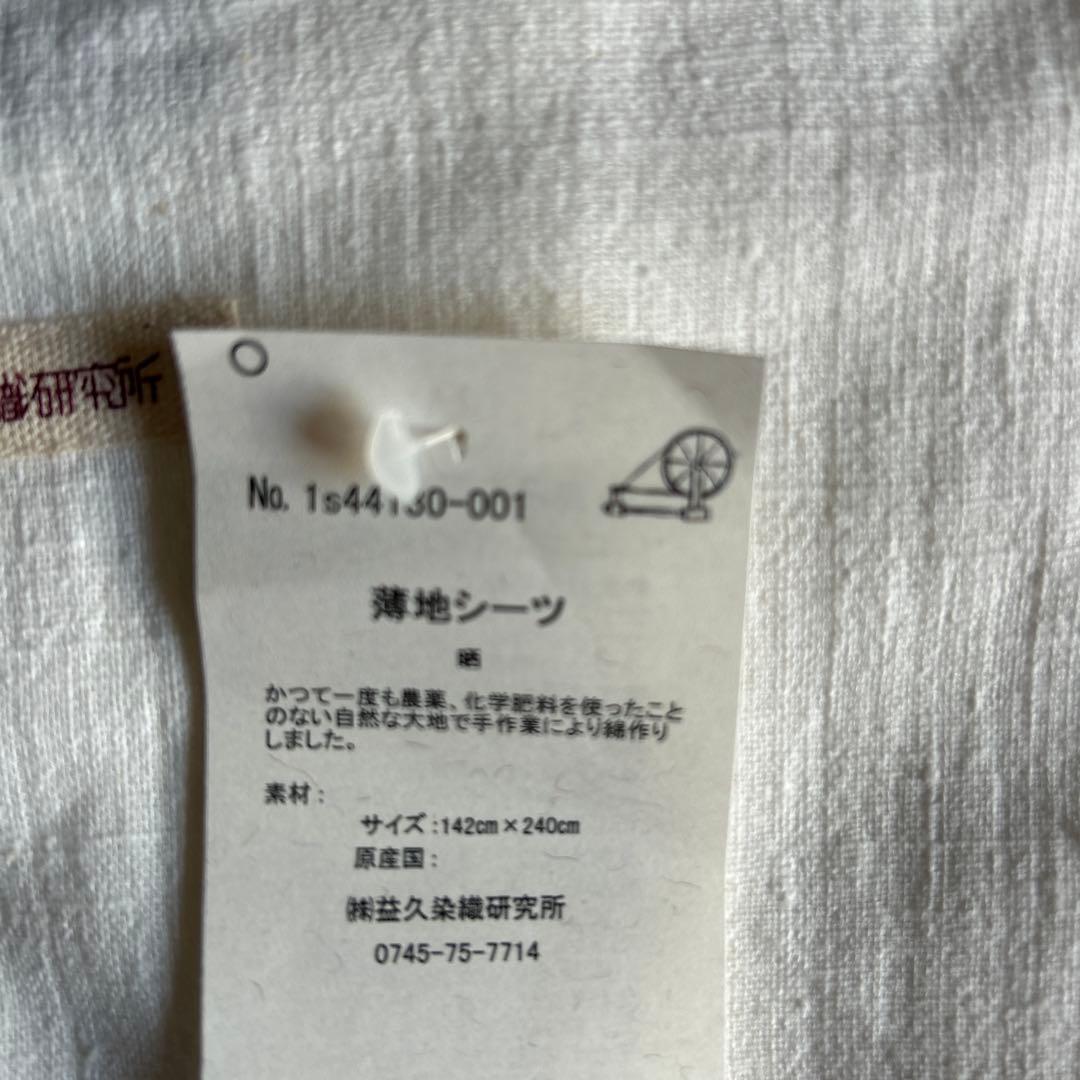 織研究所
No. 1s44130-001
薄地シーツ
晒
かつて一度も農薬、化学肥料を使ったこと
のない自然な大地で手作業により綿作り
しました。
素材:
サイズ:142cm×240cm
原産国:
㈱益久染織研究所
0745-75-7714